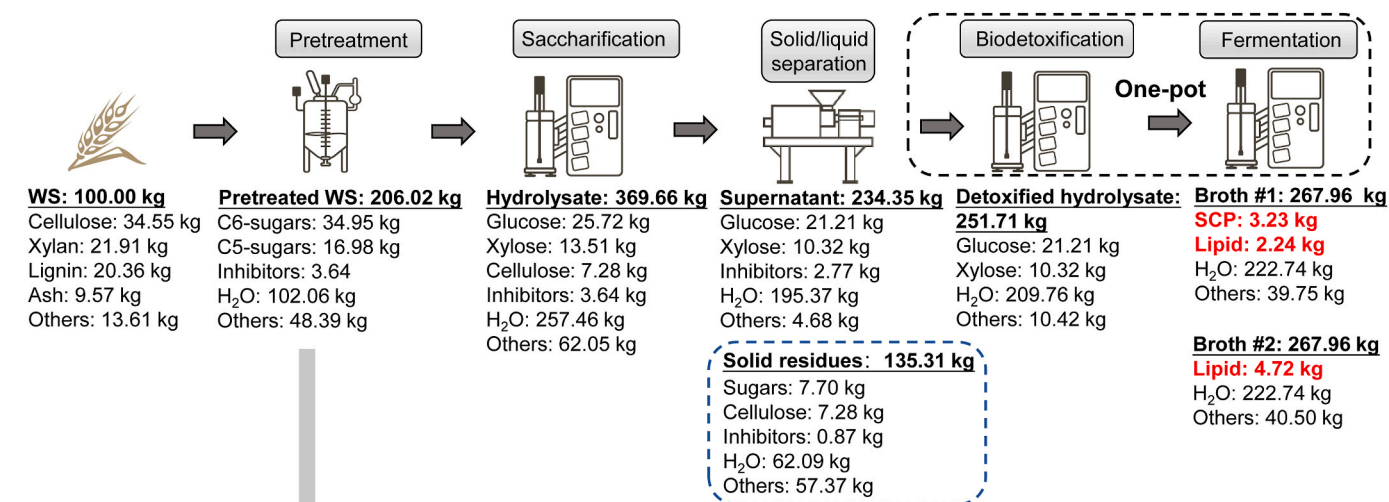 Pretreatment
Saccharification
Solid/liquid
separation
Biodetoxification
One-pot
Fermentation
WS: 100.00 kg
Cellulose: 34.55 kg
Xylan: 21.91 kg
Lignin: 20.36 kg
Ash: 9.57 kg
Others: 13.61 kg
Pretreated WS: 206.02 kg
C6-sugars: 34.95 kg
C5-sugars: 16.98 kg
Inhibitors: 3.64
H₂O: 102.06 kg
Others: 48.39 kg
Hydrolysate: 369.66 kg
Glucose: 25.72 kg
Xylose: 13.51 kg
Cellulose: 7.28 kg
Inhibitors: 3.64 kg
H₂O: 257.46 kg
Others: 62.05 kg
Supernatant: 234.35 kg
Glucose: 21.21 kg
Xylose: 10.32 kg
Inhibitors: 2.77 kg
H₂O: 195.37 kg
Others: 4.68 kg
Solid residues: 135.31 kg
Sugars: 7.70 kg
Cellulose: 7.28 kg
Inhibitors: 0.87 kg
H₂O: 62.09 kg
Others: 57.37 kg
Detoxified hydrolysate:
251.71 kg
Glucose: 21.21 kg
Xylose: 10.32 kg
H₂O: 209.76 kg
Others: 10.42 kg
Broth #1: 267.96 kg
SCP: 3.23 kg
Lipid: 2.24 kg
H₂O: 222.74 kg
Others: 39.75 kg
Broth #2: 267.96 kg
Lipid: 4.72 kg
H₂O: 222.74 kg
Others: 40.50 kg